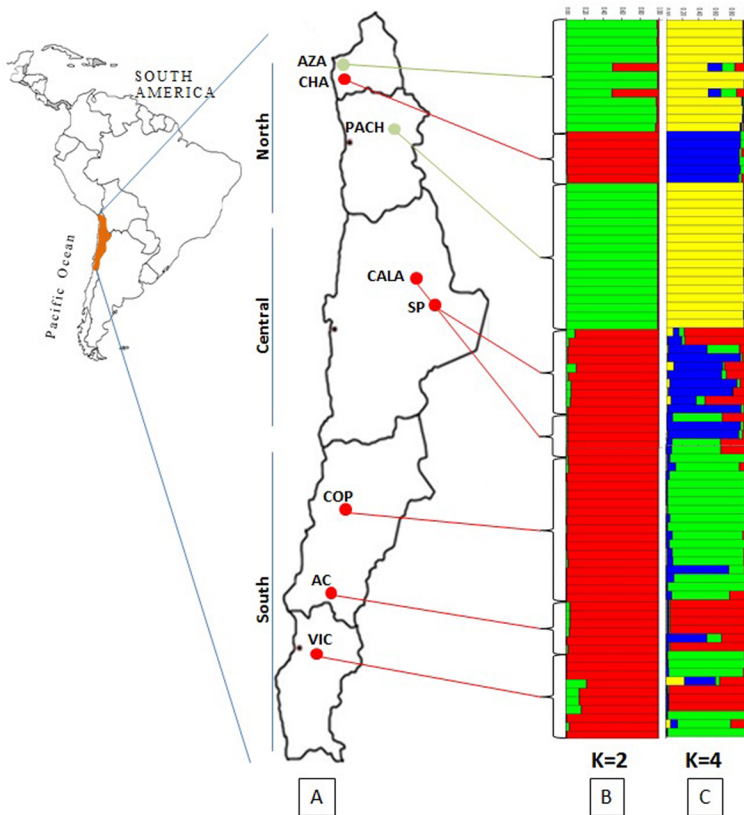 SOUTH
AMERICA
Pacific Ocean
North
Central
South
AZA
CHA
PACH
CALA
SP
COP
AC
VIC
K=2
K=4
A
B
C